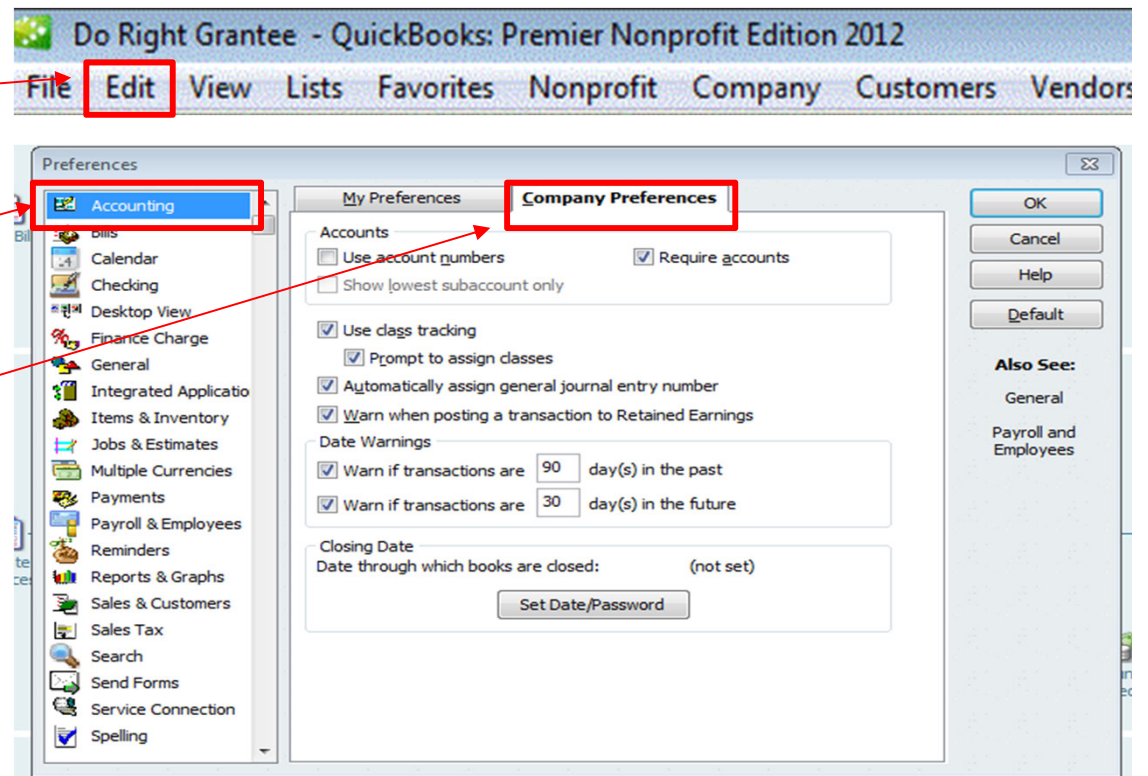 Do Right Grantee - QuickBooks: Premier Nonprofit Edition 2012
File Edit View Lists Favorites Nonprofit Company Customers Vendors
Preferences
My Preferences
Company Preferences
Accounting
Bills
Calendar
Checking
Desktop View
Finance Charge
General
Integrated Applicatio
Items & Inventory
Jobs & Estimates
Multiple Currencies
Payments
Payroll & Employees
Reminders
Reports & Graphs
Sales & Customers
Sales Tax
Search
Send Forms
Service Connection
Spelling
Accounts
Use account numbers
Require accounts
Show lowest subaccount only
Use class tracking
Prompt to assign classes
Automatically assign general journal entry number
Warn when posting a transaction to Retained Earnings
Date Warnings
Warn if transactions are 90 day(s) in the past
Warn if transactions are 30 day(s) in the future
Closing Date
Date through which books are closed: (not set)
Set Date/Password
OK
Cancel
Help
Default
Also See:
General
Payroll and
Employees